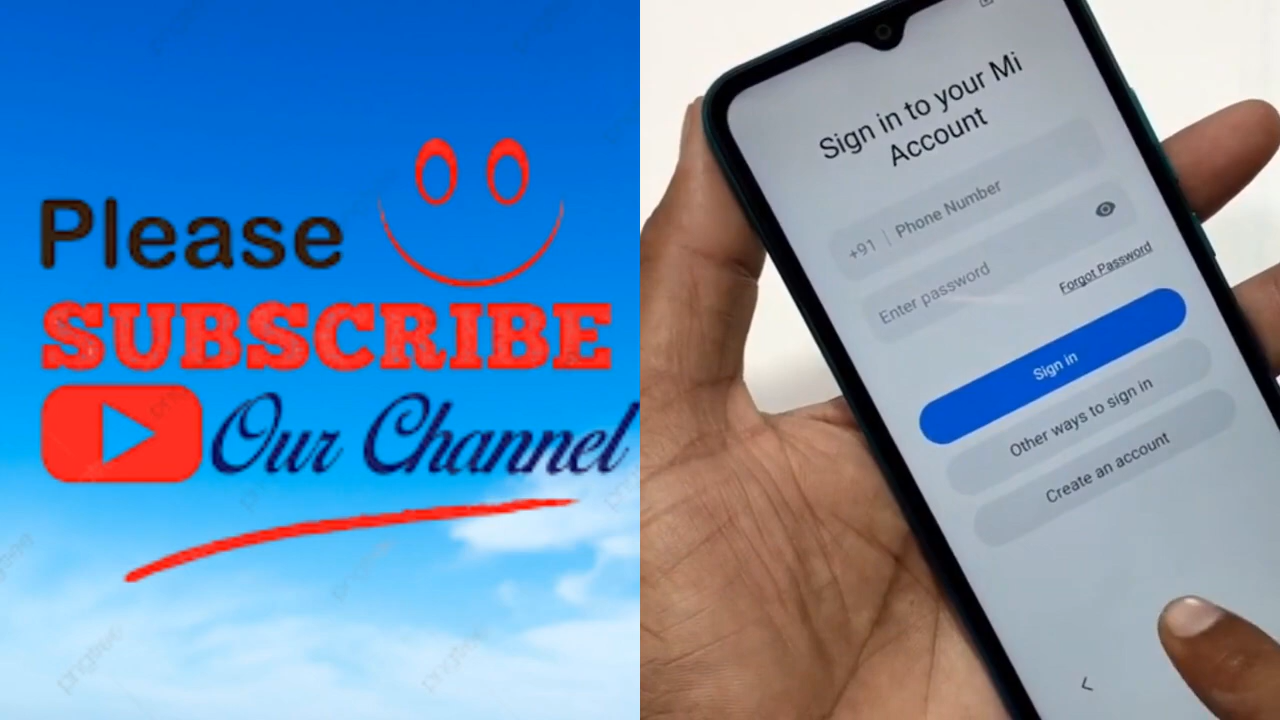 Please
SUBSCRIBE
Our Channel
Sign in to your Mi
Account
+91 Phone Number
Enter password
Forgot Password
Sign in
Other ways to sign in
Create an account